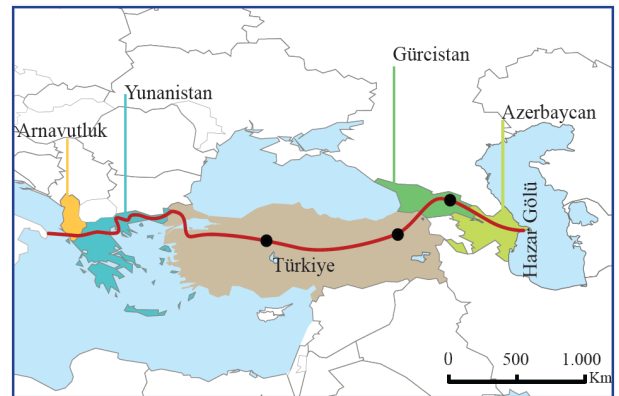 Gürcistan
Yunanistan
Azerbaycan
Arnavutluk
Hazar Gölü
Türkiye
0 500 1.000
Km